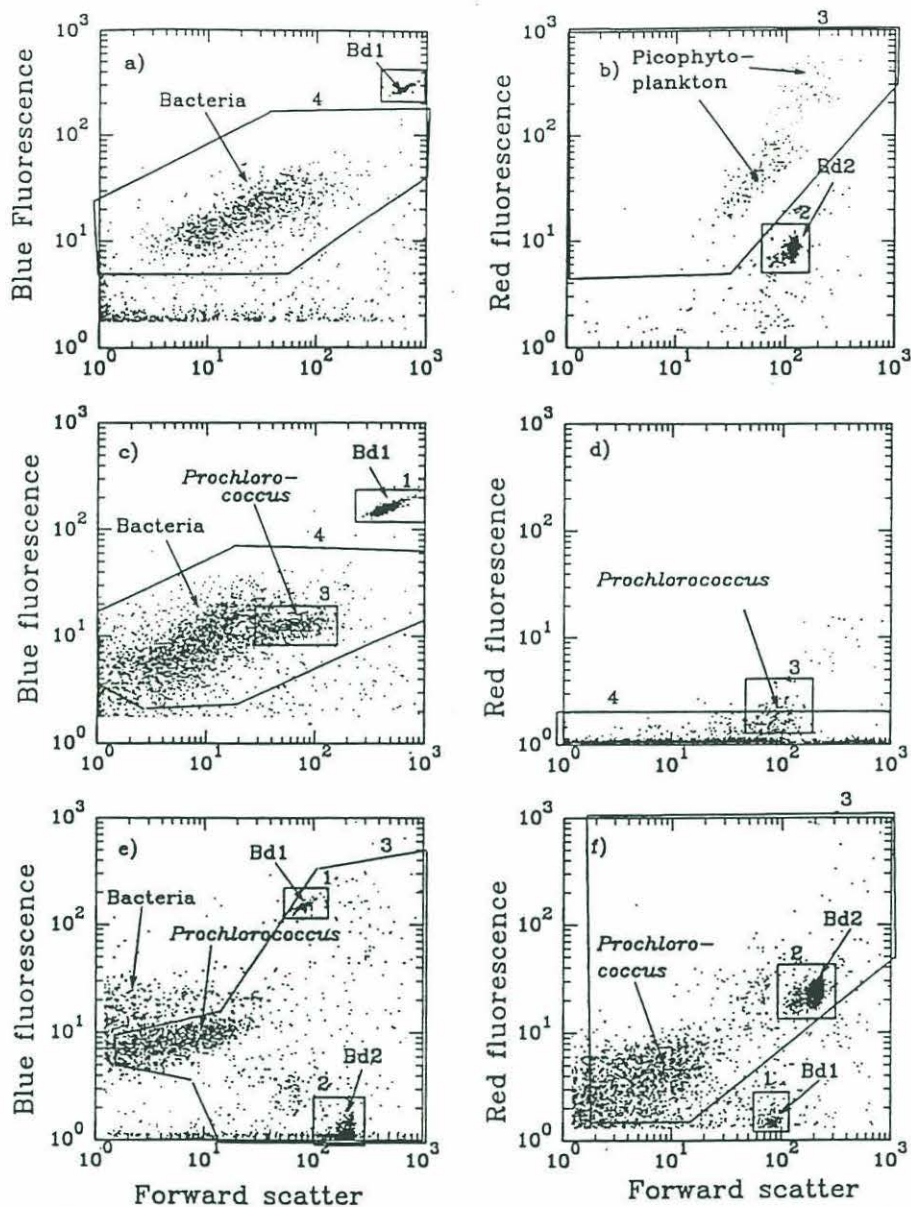 10³
a)
Bd1
Bacteria
4
10²
10¹
10⁰
10⁰ 10¹ 10² 10³
Blue Fluorescence
3
10³
b)
Picophyto-
plankton
10²
Bd2
2
10¹
10⁰
10⁰ 10¹ 10² 10³
Red fluorescence
10³
c)
Bd1
1
Prochloro-
coccus
10²
Bacteria
4
3
10¹
10⁰
10⁰ 10¹ 10² 10³
Blue fluorescence
10³
d)
10²
Prochlorococcus
10¹
3
4
10⁰
10⁰ 10¹ 10² 10³
Red fluorescence
10³
e)
3
Bd1
1
Bacteria
10²
Prochlorococcus
10¹
Bd2
2
10⁰
10⁰ 10¹ 10² 10³
Blue fluorescence
Forward scatter
3
10³
f)
10²
Bd2
Prochloro-
coccus
2
10¹
1
Bd1
10⁰
10⁰ 10¹ 10² 10³
Red fluorescence
Forward scatter